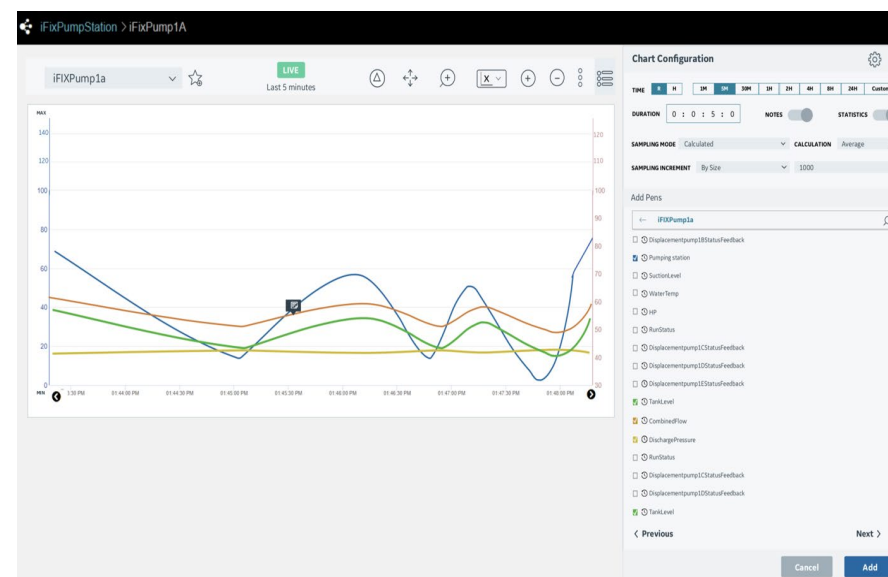 iFixPumpStation > iFixPump1A
iFIXPump1a
LIVE
Last 5 minutes
X
MAX
140
120
100
80
60
40
20
0
MIN
120
110
100
90
80
70
60
50
40
30
1:30 PM
01:44:00 PM
01:44:30 PM
01:45:00 PM
01:45:30 PM
01:46:00 PM
01:46:30 PM
01:47:00 PM
01:47:30 PM
01:48:00 PM
Chart Configuration
TIME H 1M 5M 30M 1H 2H 4H 8H 24H Custom
DURATION 0 : 0 : 5 : 0 NOTES STATISTICS
SAMPLING MODE Calculated CALCULATION Average
SAMPLING INCREMENT By Size 1000
Add Pens
iFIXPump1a
Displacementpump1BStatusFeedback
Pumping station
SuctionLevel
WaterTemp
HP
RunStatus
Displacementpump1CStatusFeedback
Displacementpump1DStatusFeedback
Displacementpump1EStatusFeedback
TankLevel
CombinedFlow
DischargePressure
RunStatus
Displacementpump1CStatusFeedback
Displacementpump1DStatusFeedback
TankLevel
Previous Next
Cancel Add